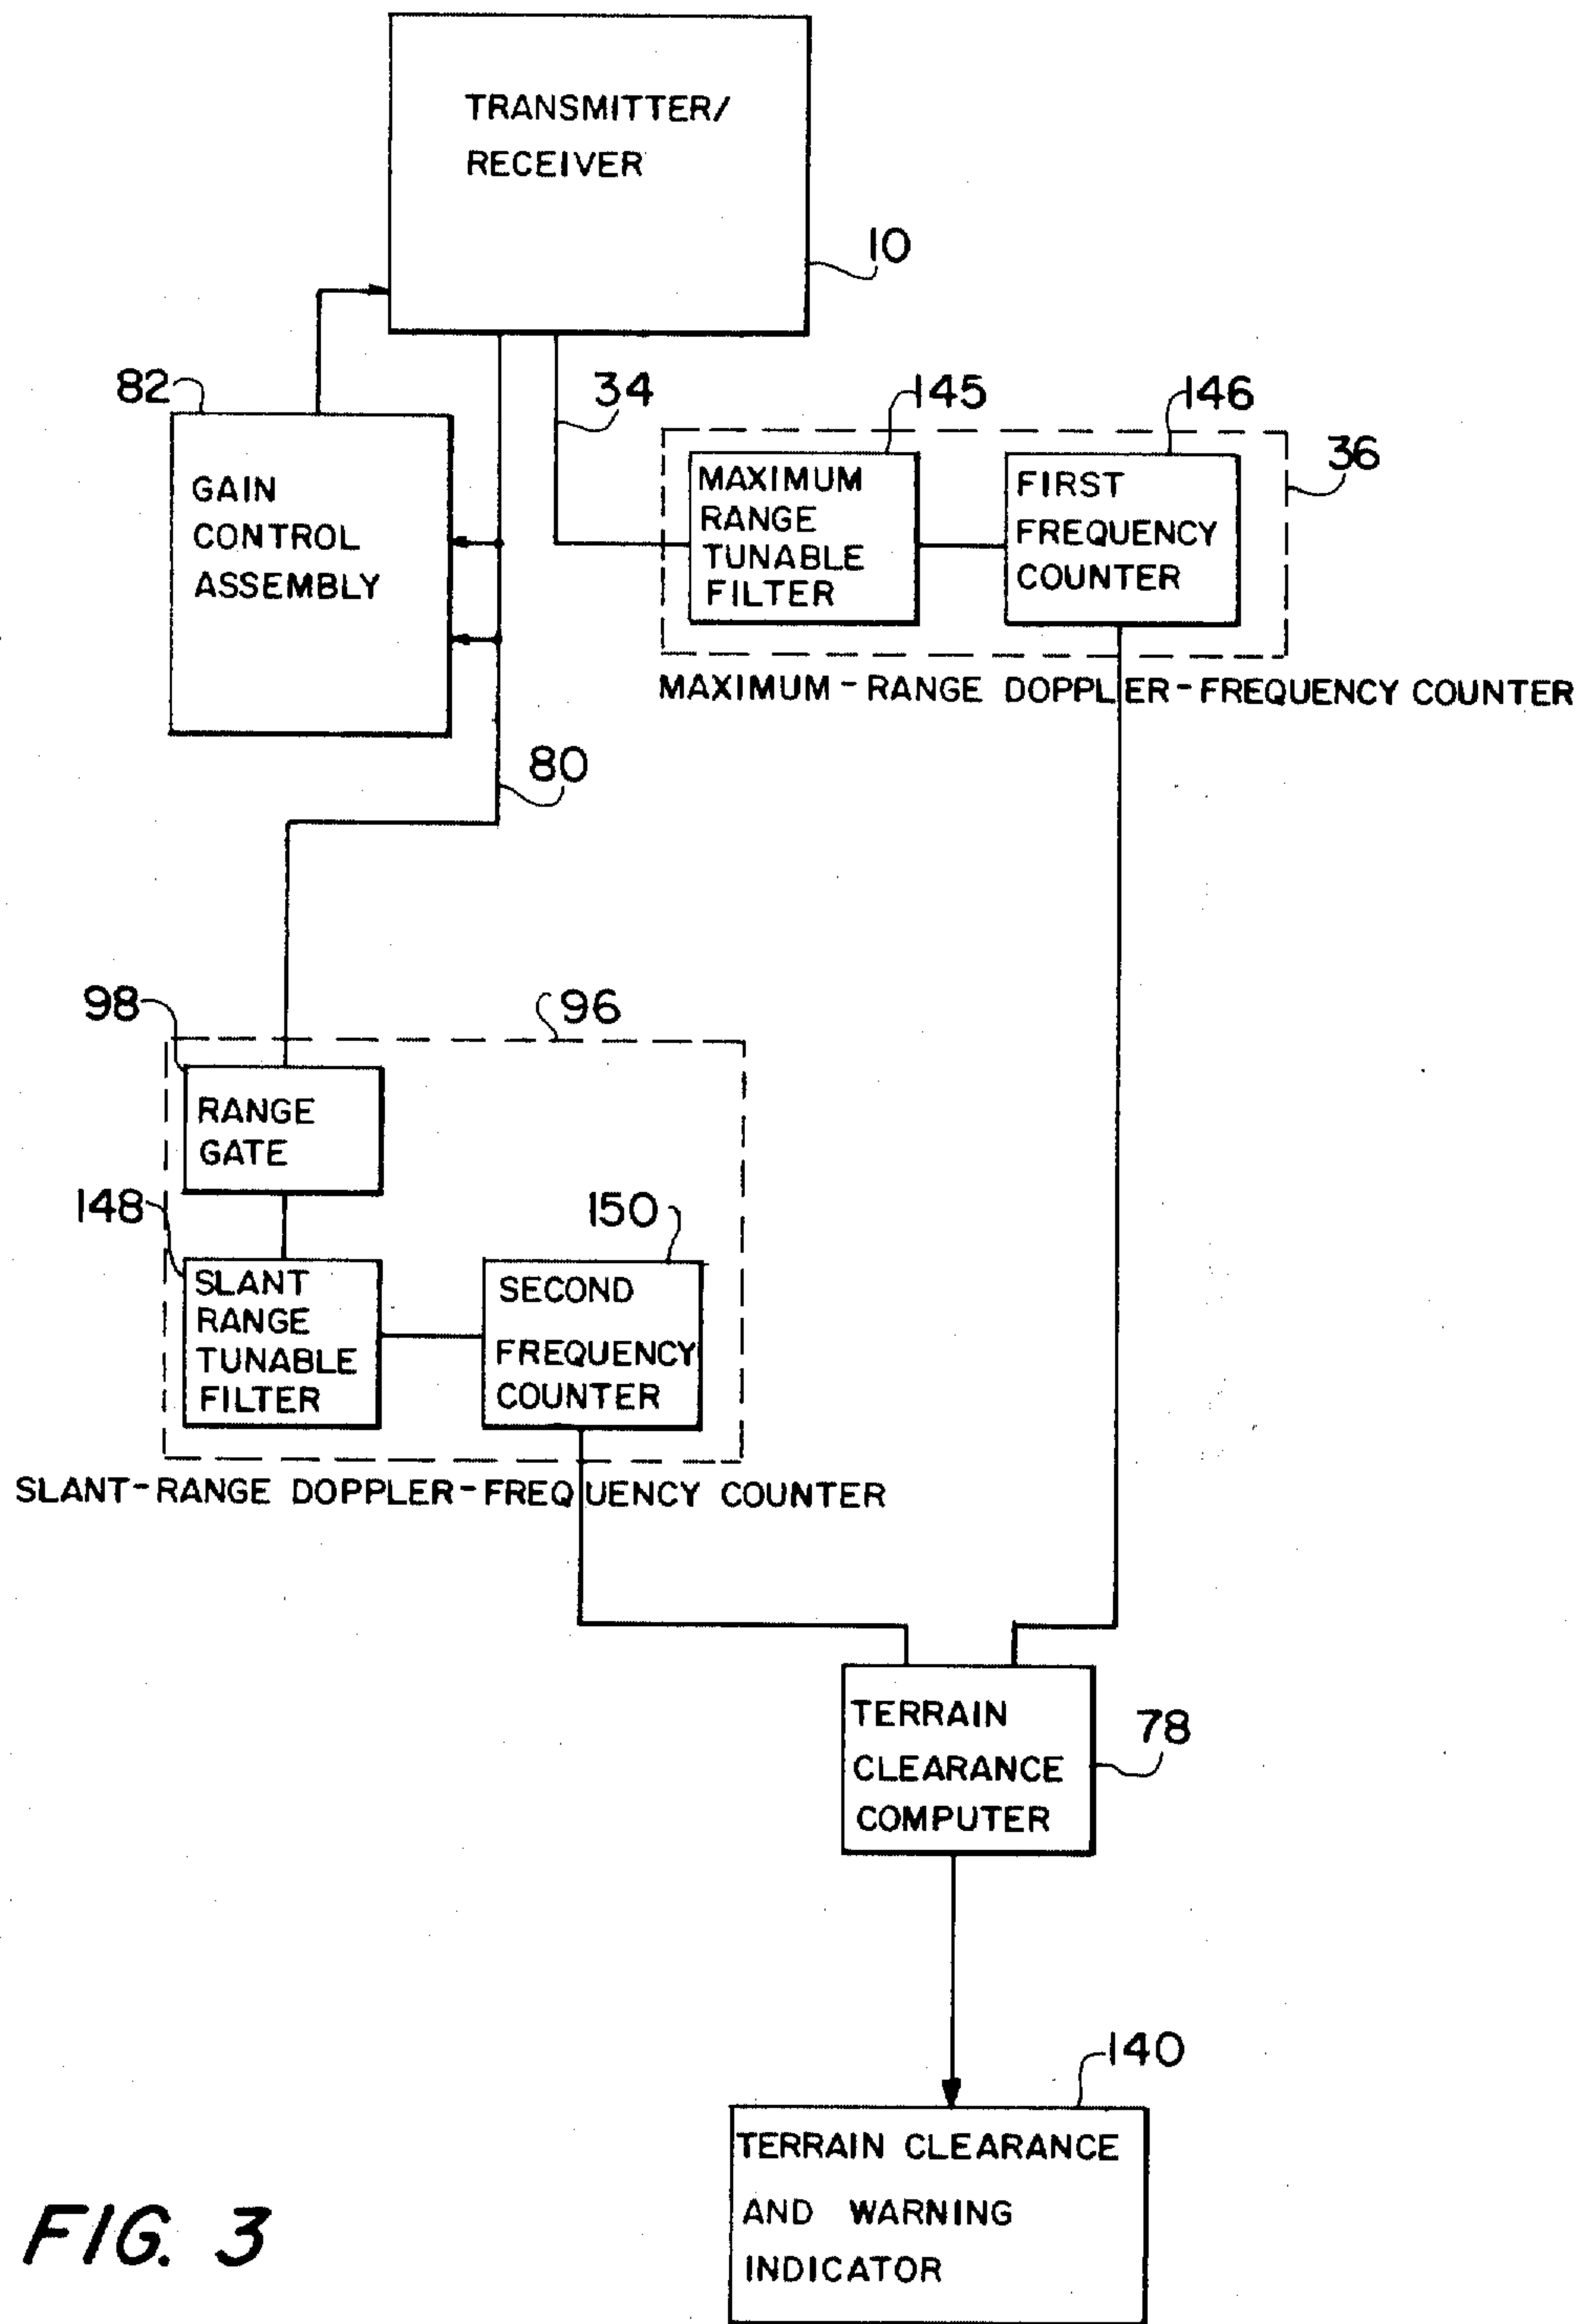 TRANSMITTER/
RECEIVER
10
82
GAIN
CONTROL
ASSEMBLY
34
145
146
36
MAXIMUM
RANGE
TUNABLE
FILTER
FIRST
FREQUENCY
COUNTER
MAXIMUM-RANGE DOPPLER-FREQUENCY COUNTER
80
98
96
RANGE
GATE
148
150
SLANT
RANGE
TUNABLE
FILTER
SECOND
FREQUENCY
COUNTER
SLANT-RANGE DOPPLER-FREQUENCY COUNTER
TERRAIN
CLEARANCE
COMPUTER
78
140
TERRAIN CLEARANCE
AND WARNING
INDICATOR
FIG. 3